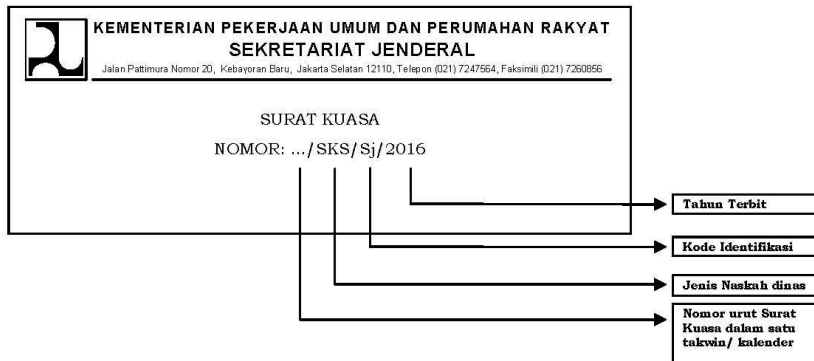 KEMENTERIAN PEKERJAAN UMUM DAN PERUMAHAN RAKYAT
SEKRETARIAT JENDERAL
Jalan Pattimura Nomor 20, Kebayoran Baru, Jakarta Selatan 12110, Telepon (021) 7247564, Faksimili (021) 7260856
SURAT KUASA
NOMOR: .../SKS/Sj/2016
Tahun Terbit
Kode Identifikasi
Jenis Naskah dinas
Nomor urut Surat
Kuasa dalam satu
takwin/ kalender